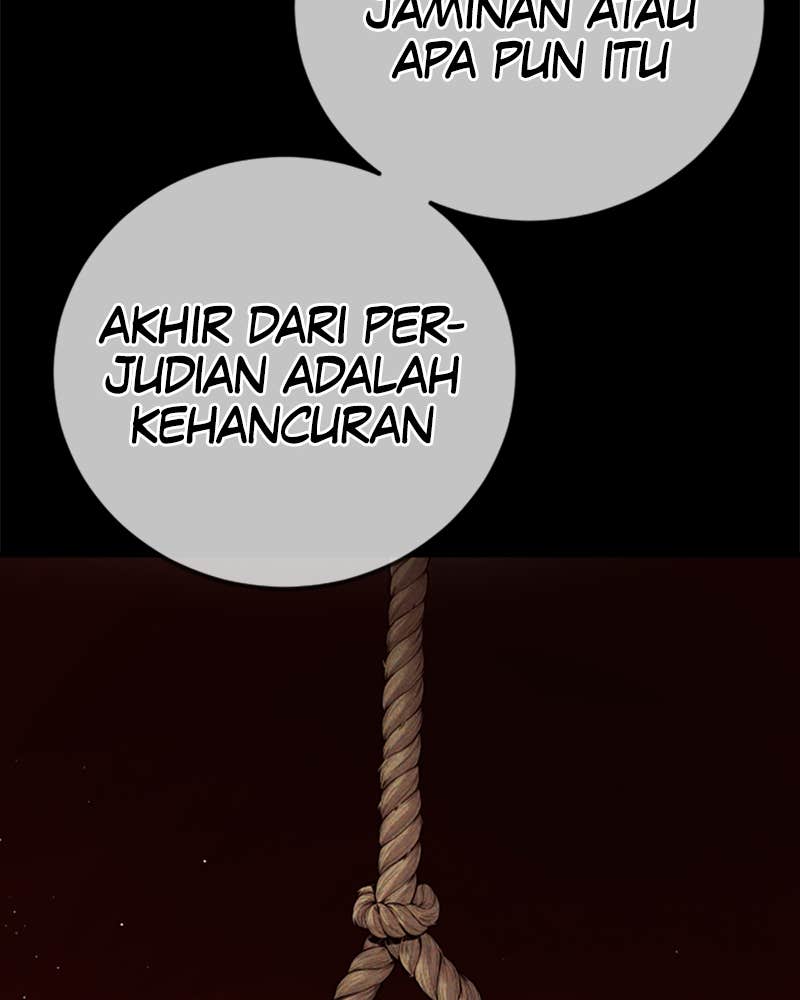 JAMINAN ATAU
APA PUN ITU
AKHIR DARI PER-
JUDIAN ADALAH
KEHANCURAN